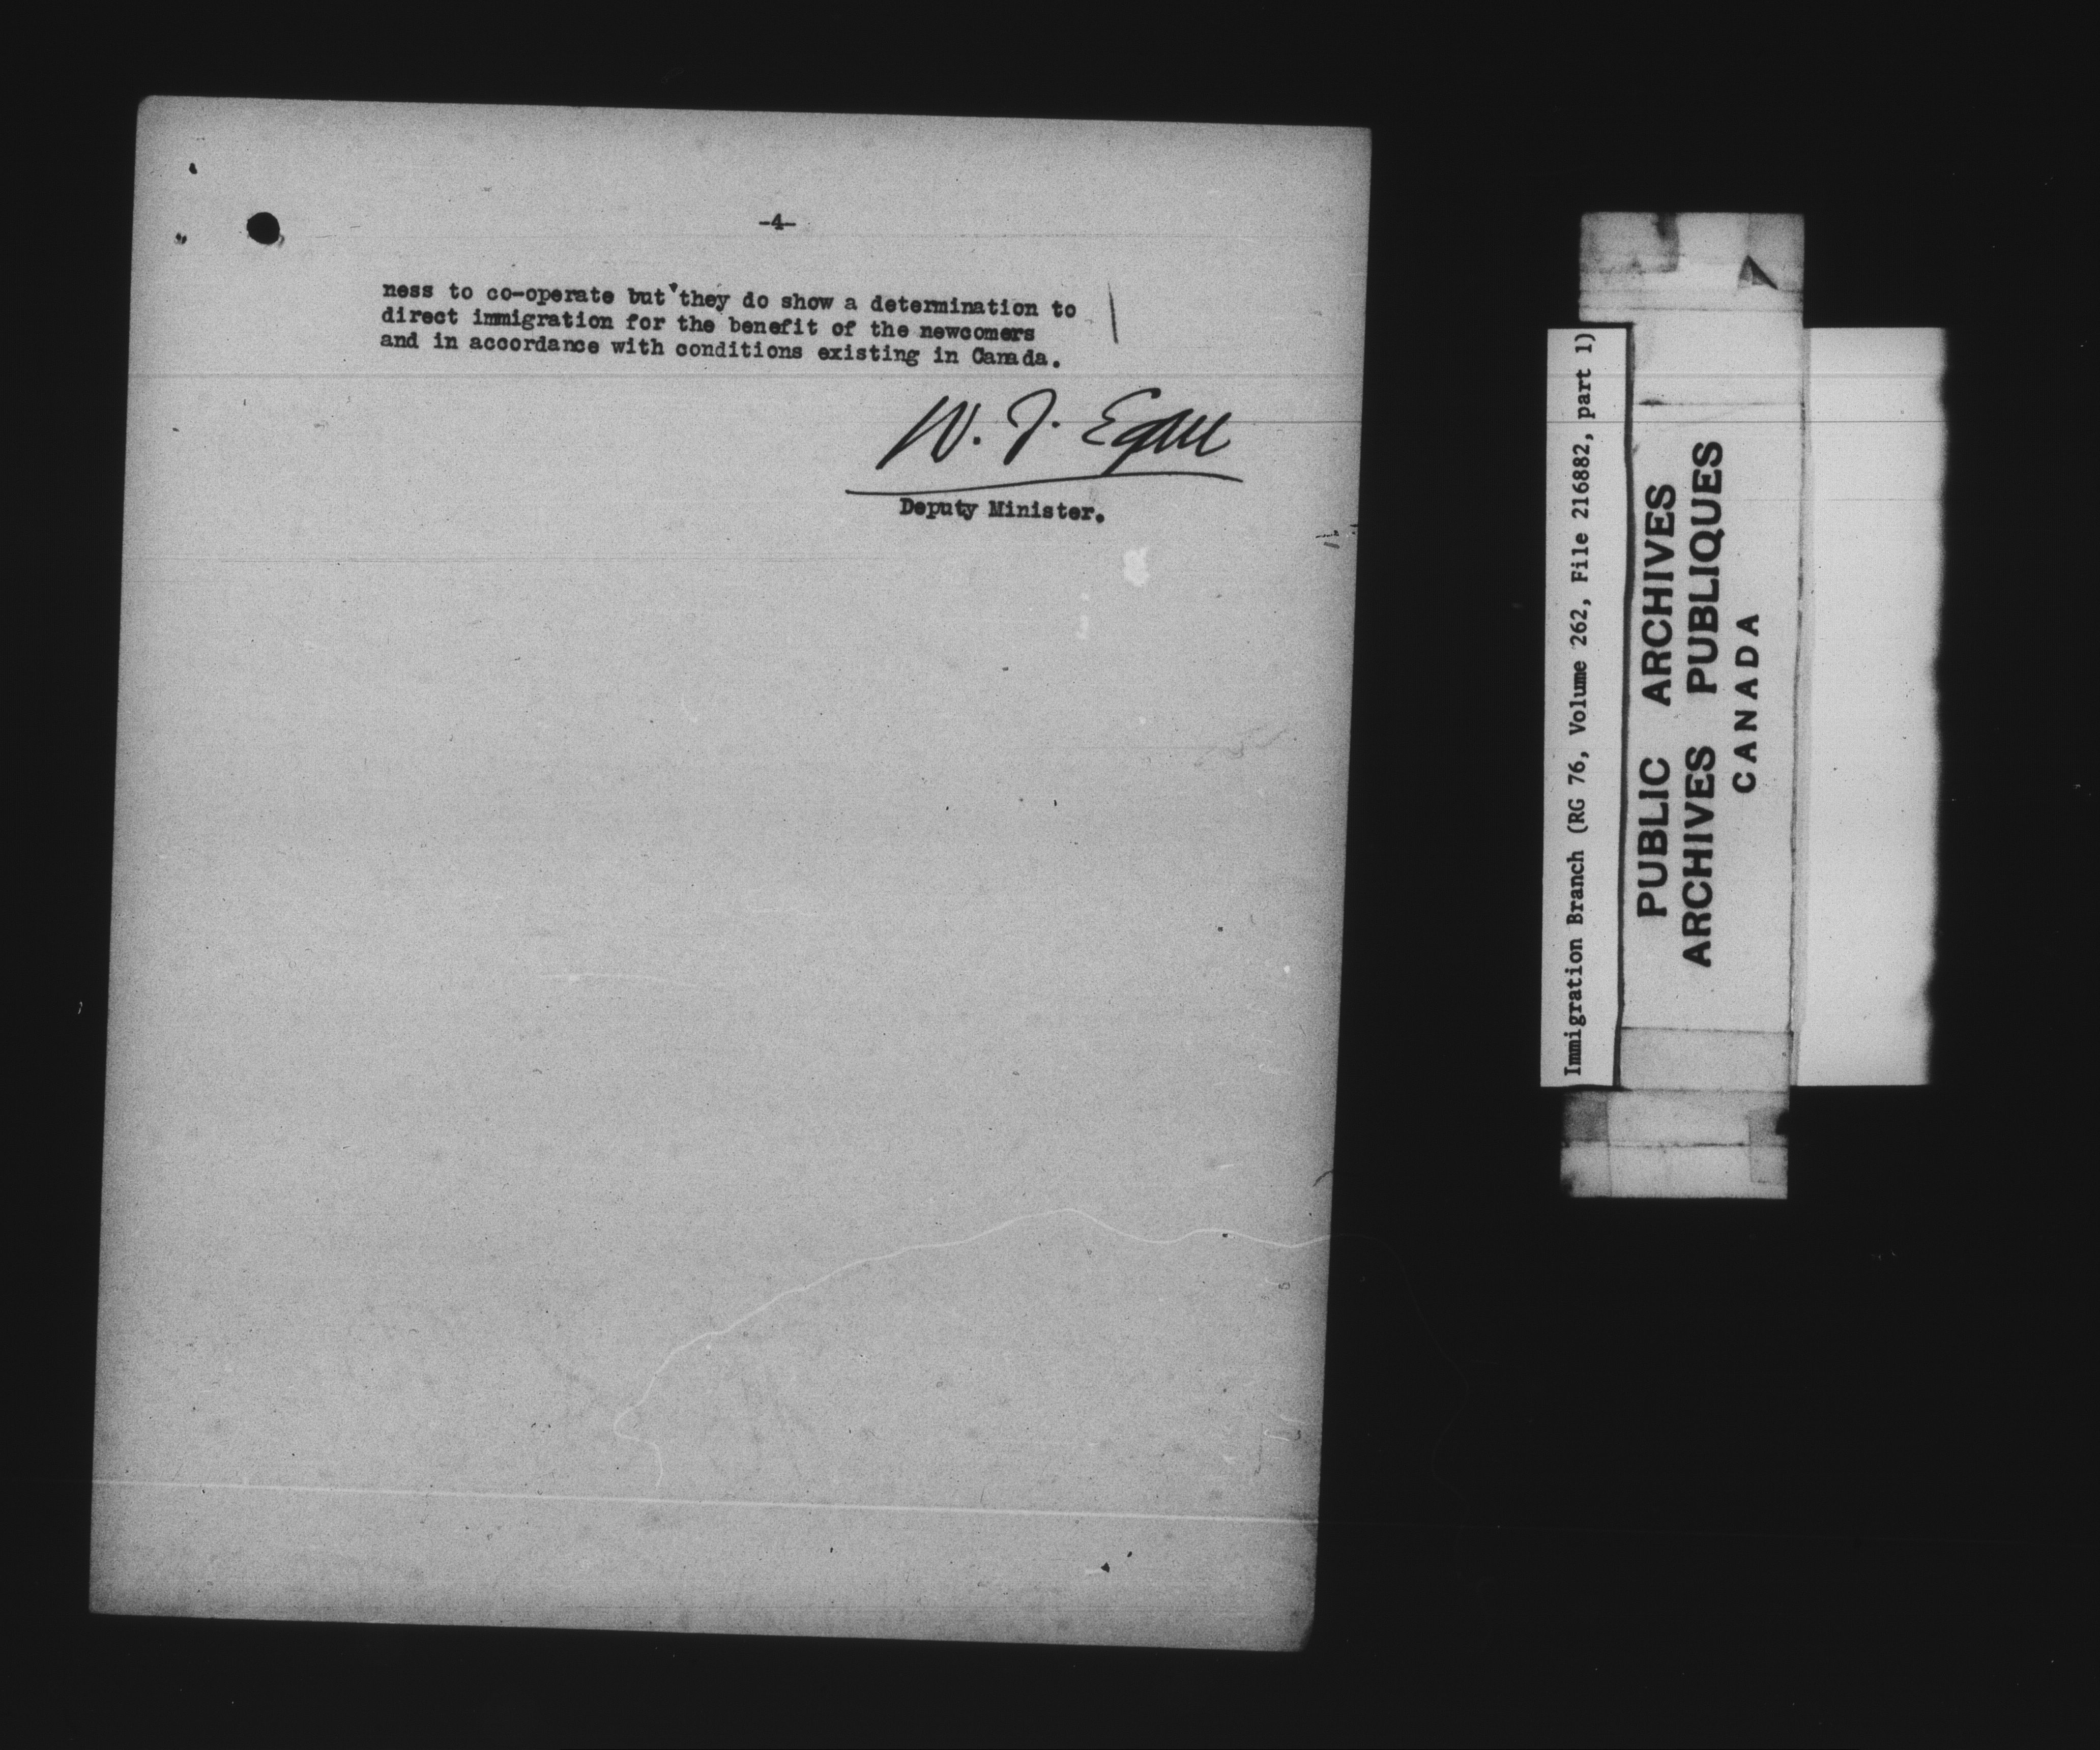 -4-
ness to co-operate but they do show a determination to
direct immigration for the benefit of the newcomers
and in accordance with conditions existing in Canada.
W. J. Egan
Deputy Minister.
Immigration Branch (RG 76, Volume 262, File 216882, part 1)
PUBLIC ARCHIVES
ARCHIVES PUBLIQUES
CANADA